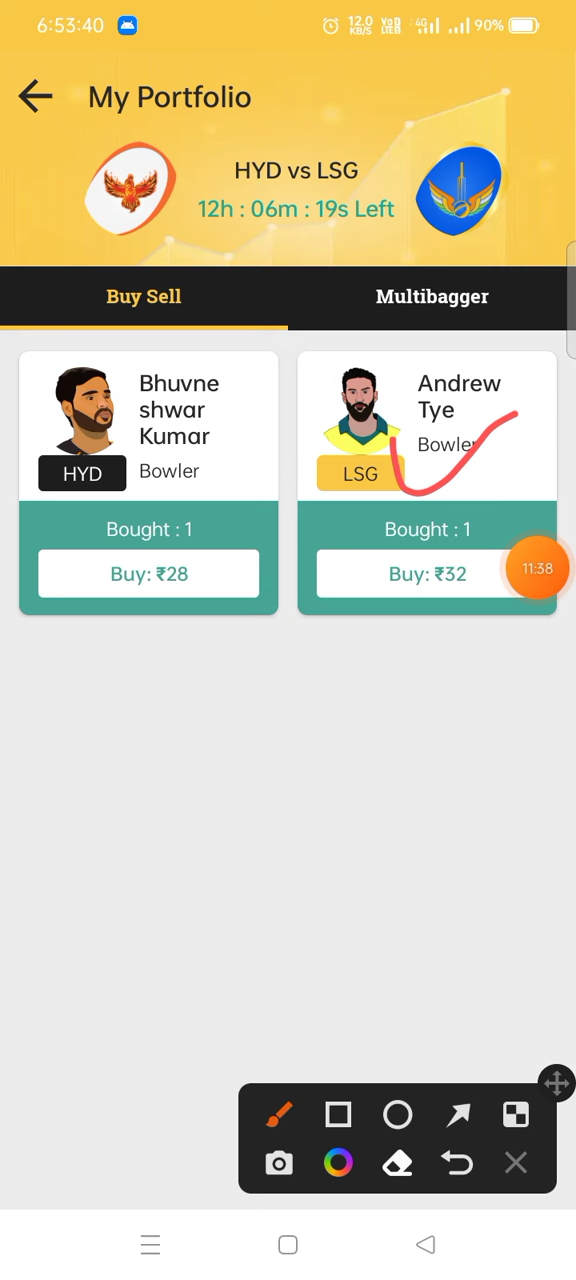 6:53:40
12.0 KB/S VoD LTE 4G 90%
My Portfolio
HYD vs LSG
12h : 06m : 19s Left
Buy Sell
Multibagger
Bhuvne
shwar
Kumar
Bowler
HYD
Bought : 1
Buy: ₹28
Andrew
Tye
Bowler
LSG
Bought : 1
Buy: ₹32
11:38